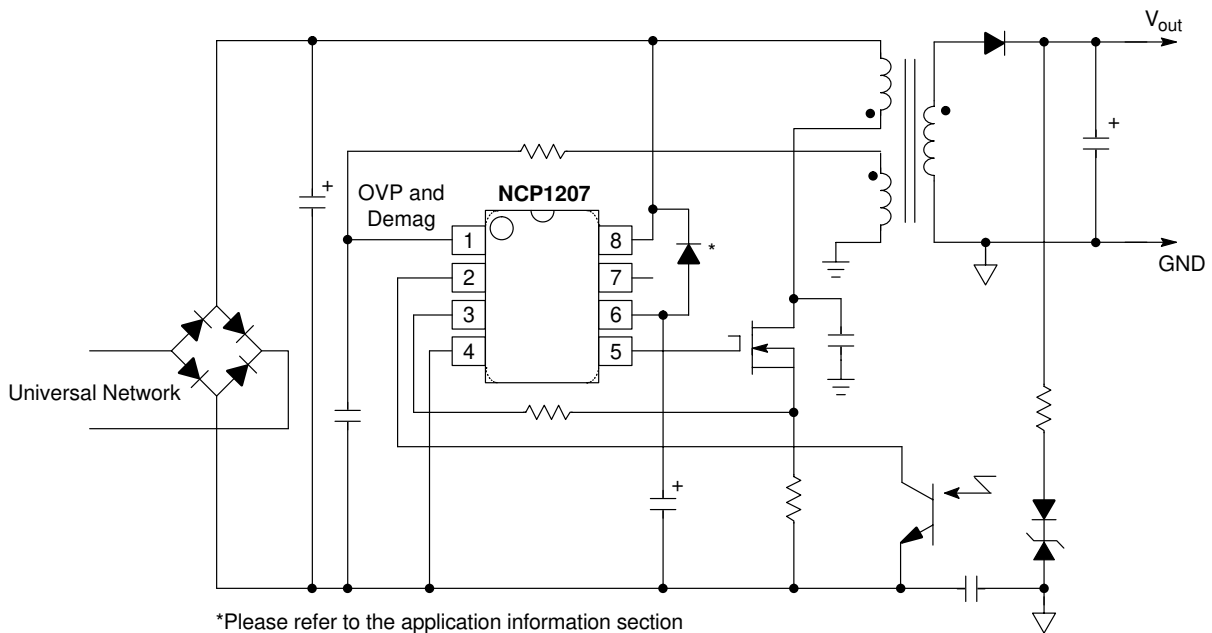 V_out
+
+
OVP and
Demag
NCP1207
1
8
*
2
7
GND
3
6
4
5
Universal Network
+
*Please refer to the application information section